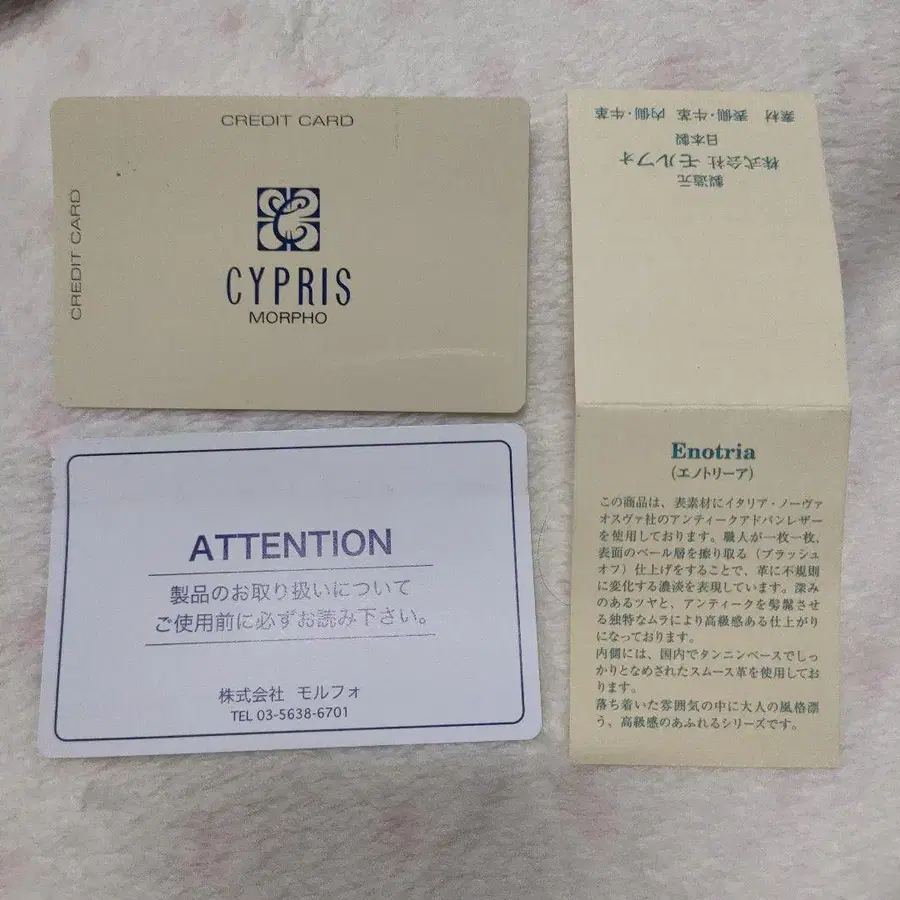 CREDIT CARD
CREDIT CARD
CYPRIS
MORPHO
ATTENTION
製品のお取り扱いについて
ご使用前に必ずお読み下さい。
株式会社 モルフォ
TEL 03-5638-6701
製造元
株式会社 モルフォ
日本製
素材 表側・牛革 内側・牛革
Enotria
(エノトリーア)
この商品は、表素材にイタリア・ノーヴァ
オスヴァ社のアンティークアドバンレザー
を使用しております。職人が一枚一枚、
表面のベール層を擦り取る(ブラッシュ
オフ)仕上げをすることで、革に不規則
に変化する濃淡を表現しています。深み
のあるツヤと、アンティークを髣髴させ
る独特なムラにより高級感ある仕上がり
になっております。
内側には、国内でタンニンベースでしっ
かりとなめされたスムース革を使用してお
ります。
落ち着いた雰囲気の中に大人の風格漂
う、高級感のあふれるシリーズです。